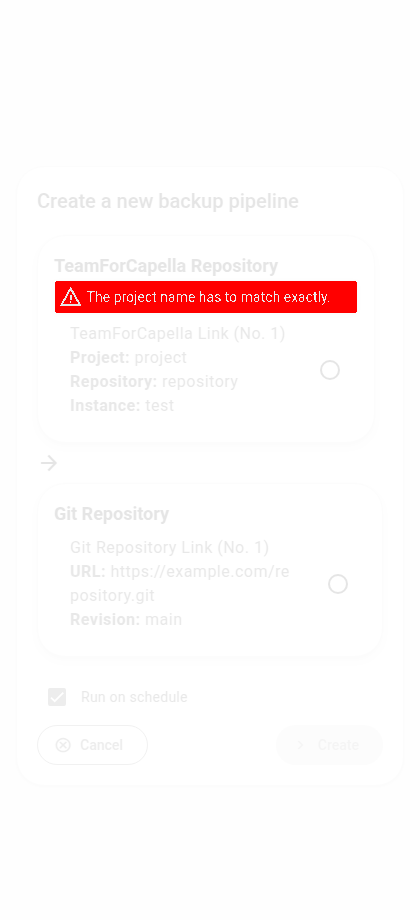 Create a new backup pipeline
TeamForCapella Repository
The project name has to match exactly.
TeamForCapella Link (No. 1)
Project: project
Repository: repository
Instance: test
Git Repository
Git Repository Link (No. 1)
URL: https://example.com/re
pository.git
Revision: main
Run on schedule
Cancel
Create